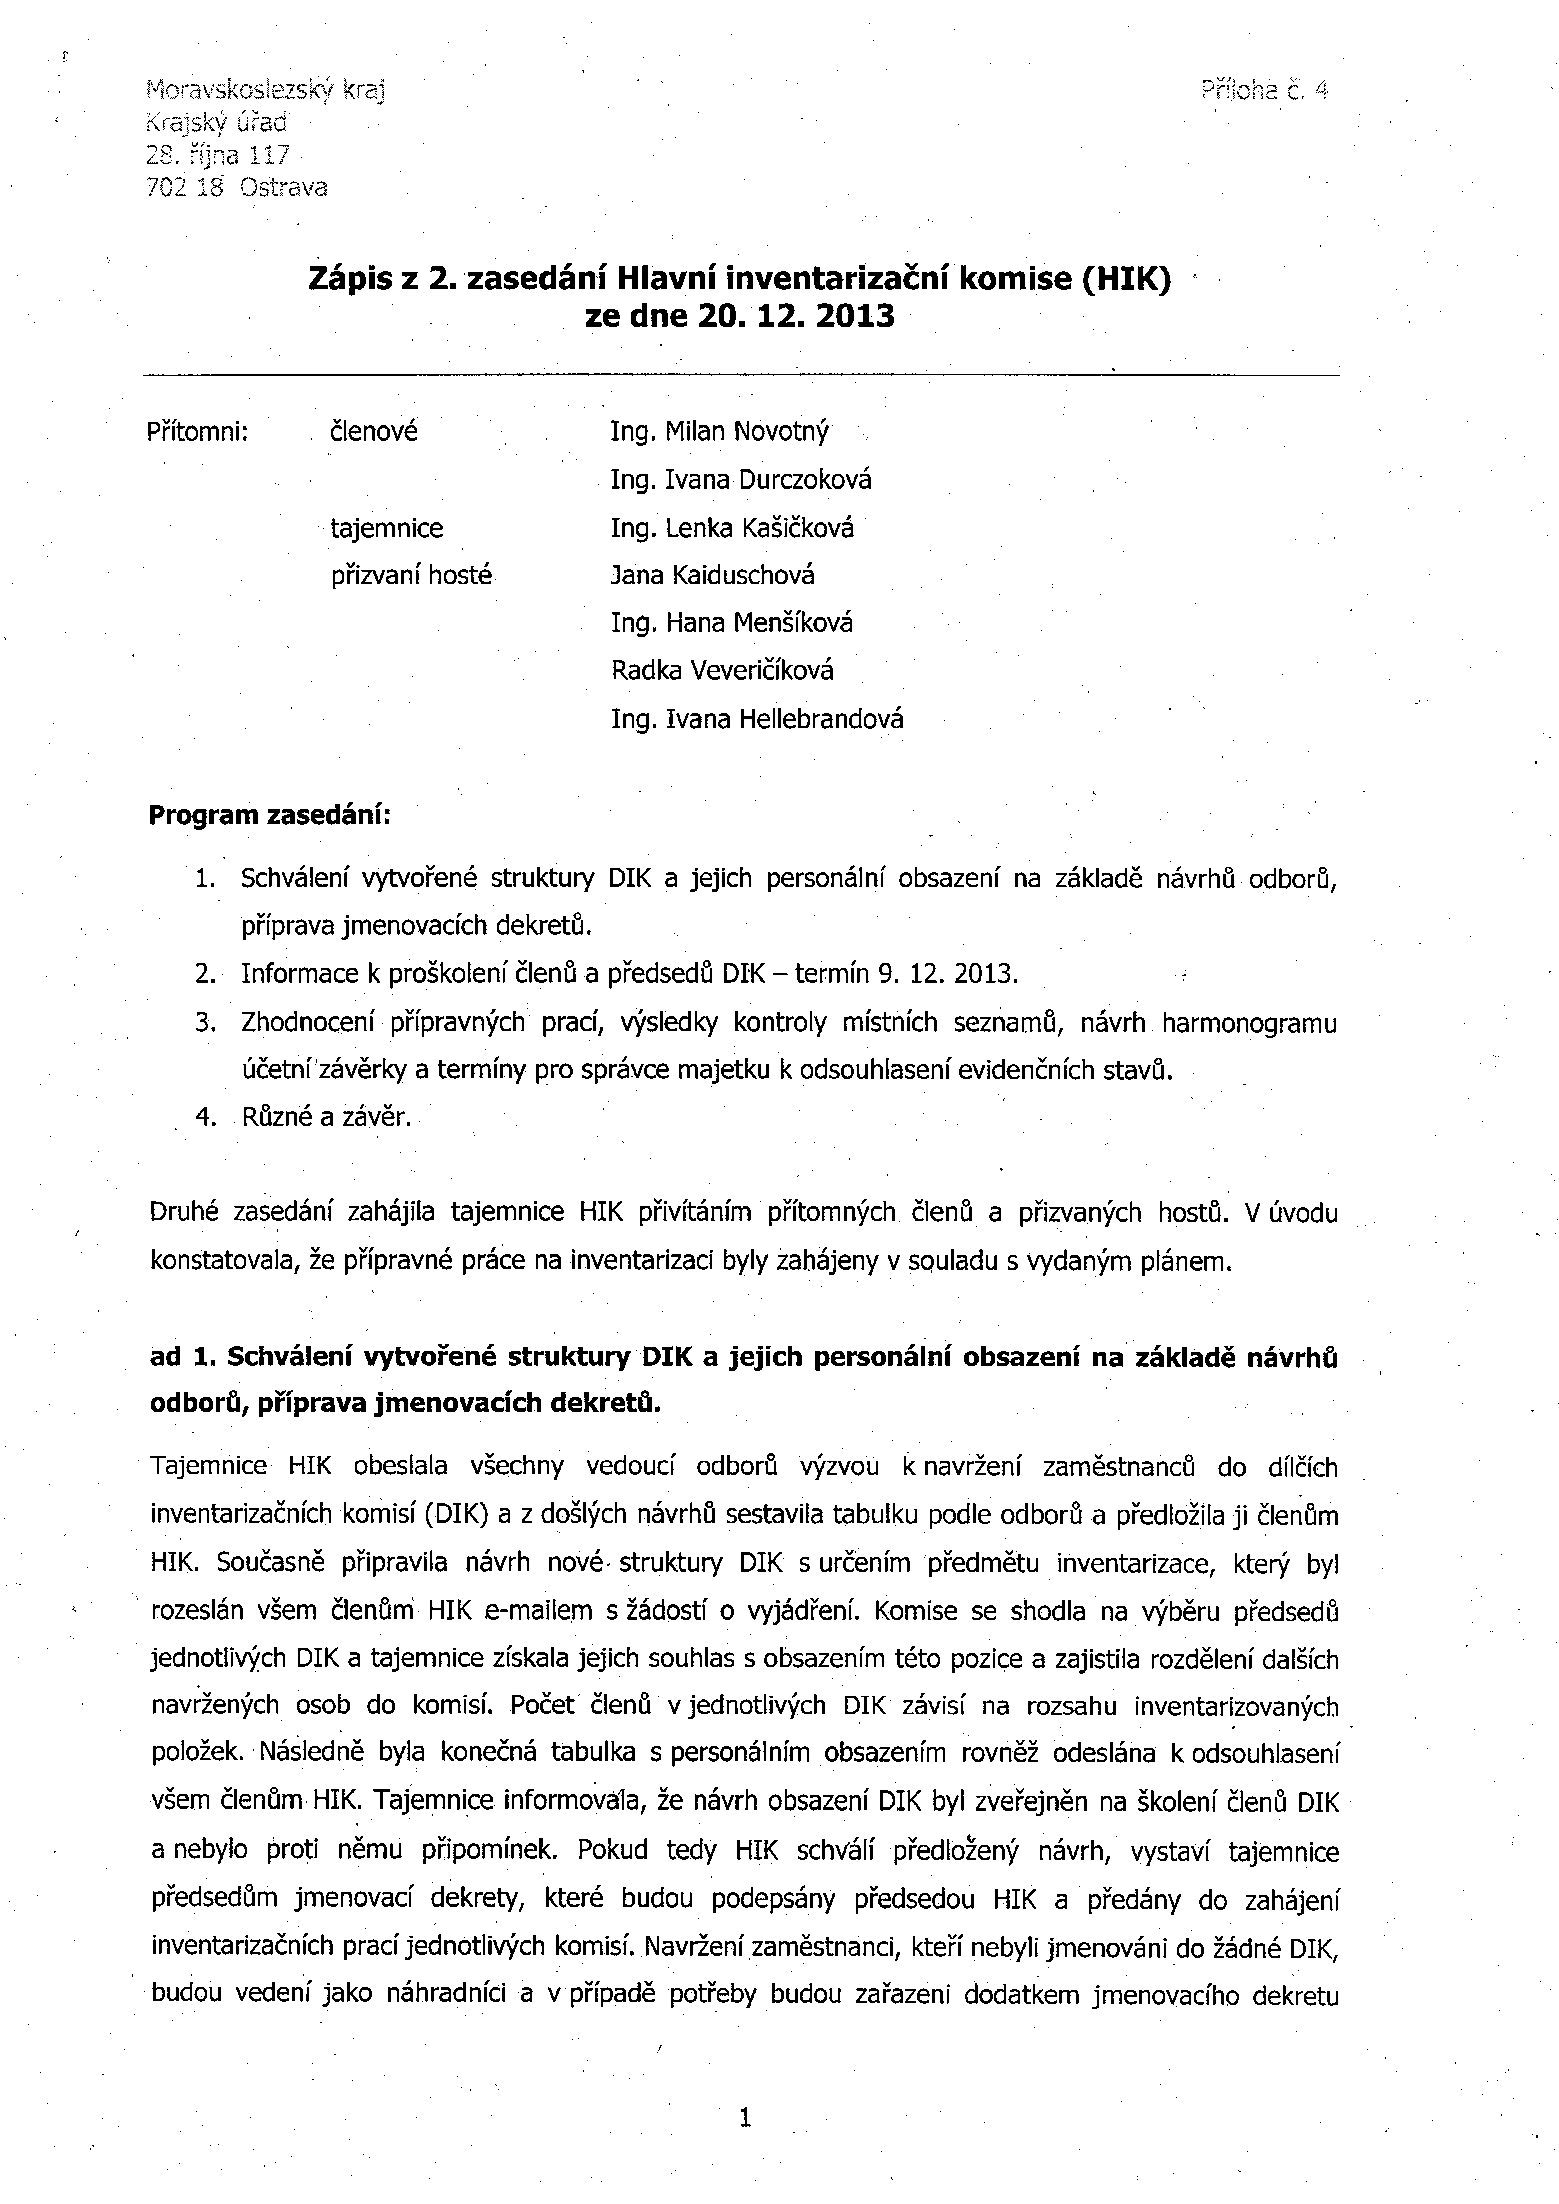 Moravskoslezský kraj
Příloha č. 4
Krajský úřad
28. října 117
702 18 Ostrava
Zápis z 2. zasedání Hlavní inventarizační komise (HIK)
ze dne 20. 12. 2013
Přítomni: členové Ing. Milan Novotný
Ing. Ivana Durczoková
tajemnice Ing. Lenka Kašičková
přizvaní hosté Jana Kaiduschová
Ing. Hana Menšíková
Radka Veveričíková
Ing. Ivana Hellebrandová
Program zasedání:
1. Schválení vytvořené struktury DIK a jejich personální obsazení na základě návrhů odborů,
příprava jmenovacích dekretů.
2. Informace k proškolení členů a předsedů DIK – termín 9. 12. 2013.
3. Zhodnocení přípravných prací, výsledky kontroly místních seznamů, návrh harmonogramu
účetní závěrky a termíny pro správce majetku k odsouhlasení evidenčních stavů.
4. Různé a závěr.
Druhé zasedání zahájila tajemnice HIK přivítáním přítomných členů a přizvaných hostů. V úvodu
konstatovala, že přípravné práce na inventarizaci byly zahájeny v souladu s vydaným plánem.
ad 1. Schválení vytvořené struktury DIK a jejich personální obsazení na základě návrhů
odborů, příprava jmenovacích dekretů.
Tajemnice HIK obeslala všechny vedoucí odborů výzvou k navržení zaměstnanců do dílčích
inventarizačních komisí (DIK) a z došlých návrhů sestavila tabulku podle odborů a předložila ji členům
HIK. Současně připravila návrh nové struktury DIK s určením předmětu inventarizace, který byl
rozeslán všem členům HIK e-mailem s žádostí o vyjádření. Komise se shodla na výběru předsedů
jednotlivých DIK a tajemnice získala jejich souhlas s obsazením této pozice a zajistila rozdělení dalších
navržených osob do komisí. Počet členů v jednotlivých DIK závisí na rozsahu inventarizovaných
položek. Následně byla konečná tabulka s personálním obsazením rovněž odeslána k odsouhlasení
všem členům HIK. Tajemnice informovala, že návrh obsazení DIK byl zveřejněn na školení členů DIK
a nebylo proti němu připomínek. Pokud tedy HIK schválí předložený návrh, vystaví tajemnice
předsedům jmenovací dekrety, které budou podepsány předsedou HIK a předány do zahájení
inventarizačních prací jednotlivých komisí. Navržení zaměstnanci, kteří nebyli jmenováni do žádné DIK,
budou vedení jako náhradníci a v případě potřeby budou zařazeni dodatkem jmenovacího dekretu
1